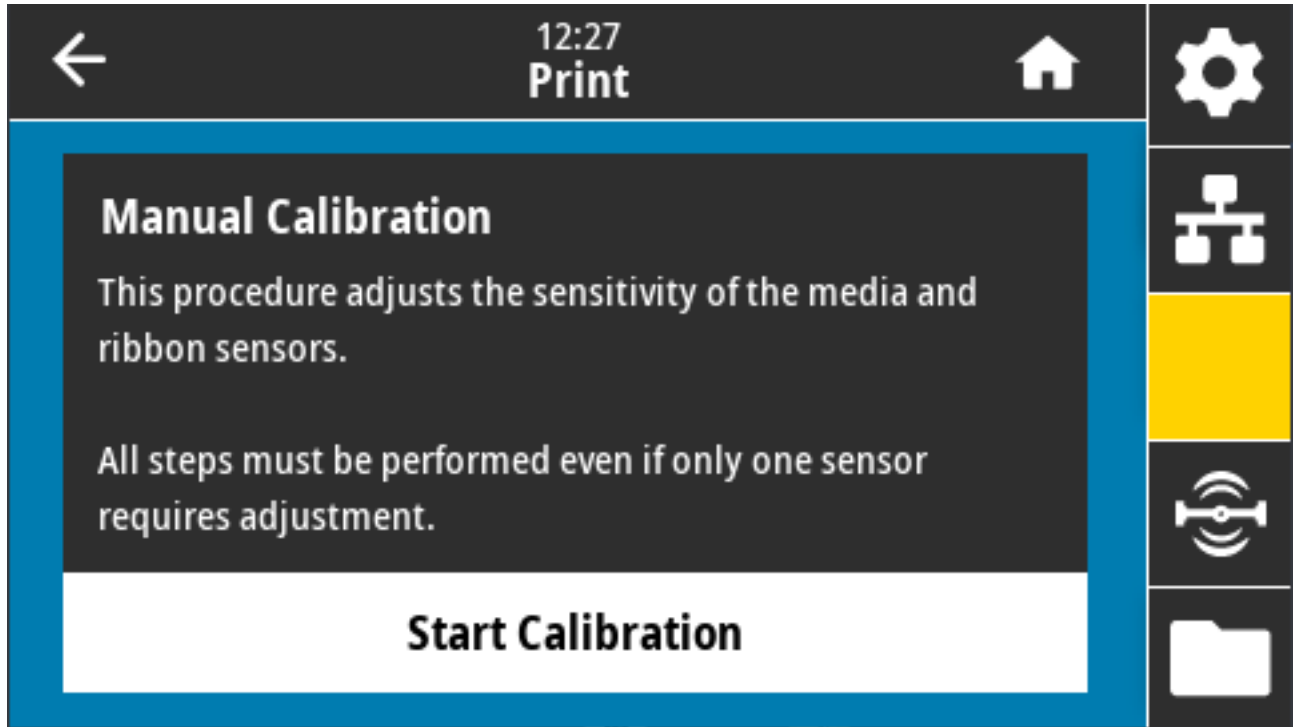 12:27
Print
Manual Calibration
This procedure adjusts the sensitivity of the media and
ribbon sensors.
All steps must be performed even if only one sensor
requires adjustment.
Start Calibration